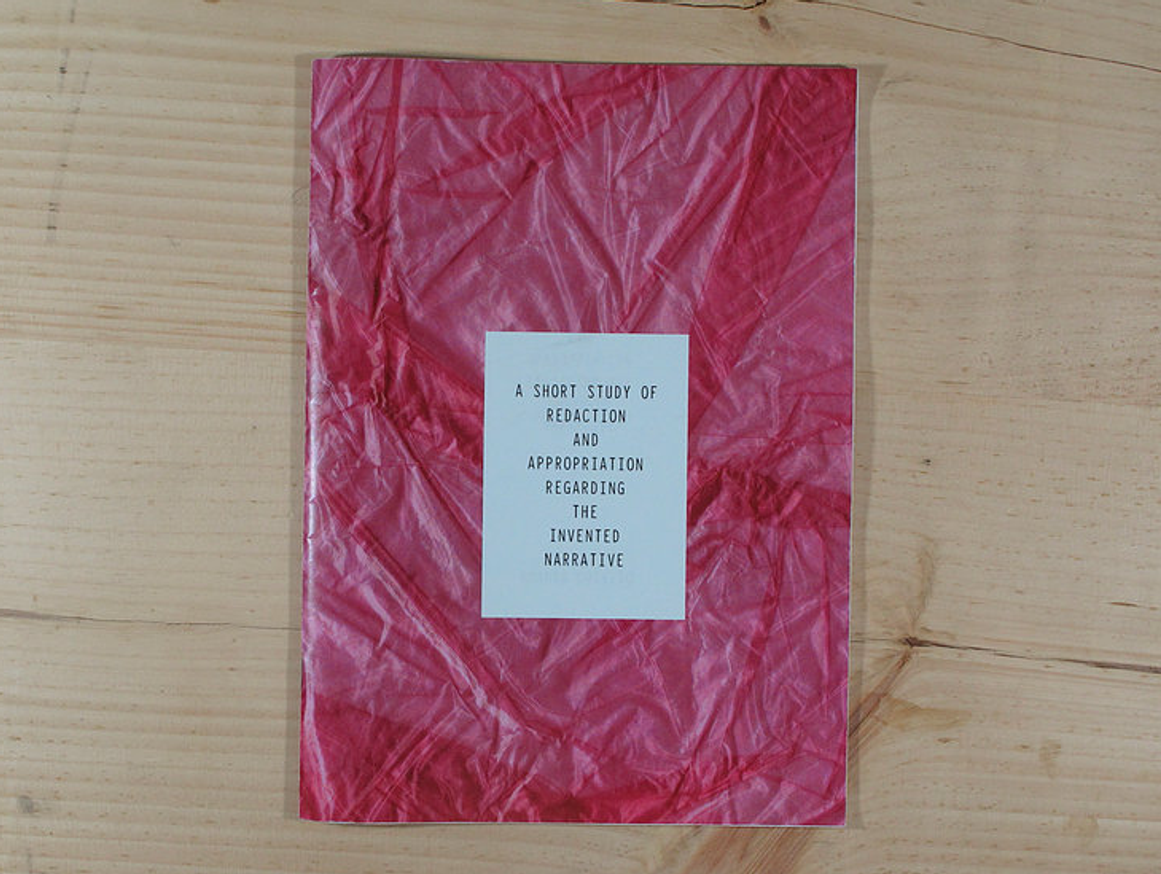 A SHORT STUDY OF
REDACTION
AND
APPROPRIATION
REGARDING
THE
INVENTED
NARRATIVE